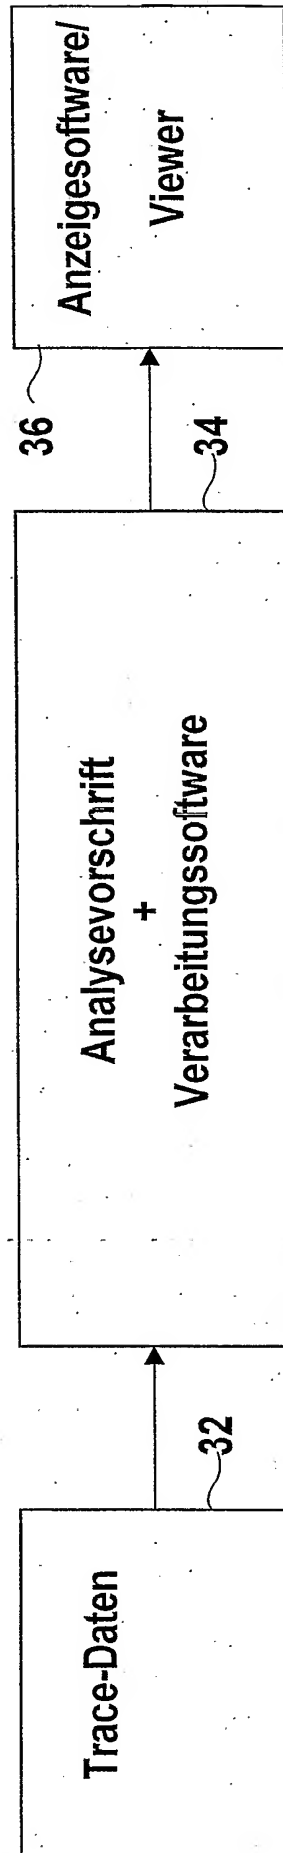 Trace-Daten
32
Analysevorschrift
+
Verarbeitungssoftware
34
Anzeigesoftware/
Viewer
36